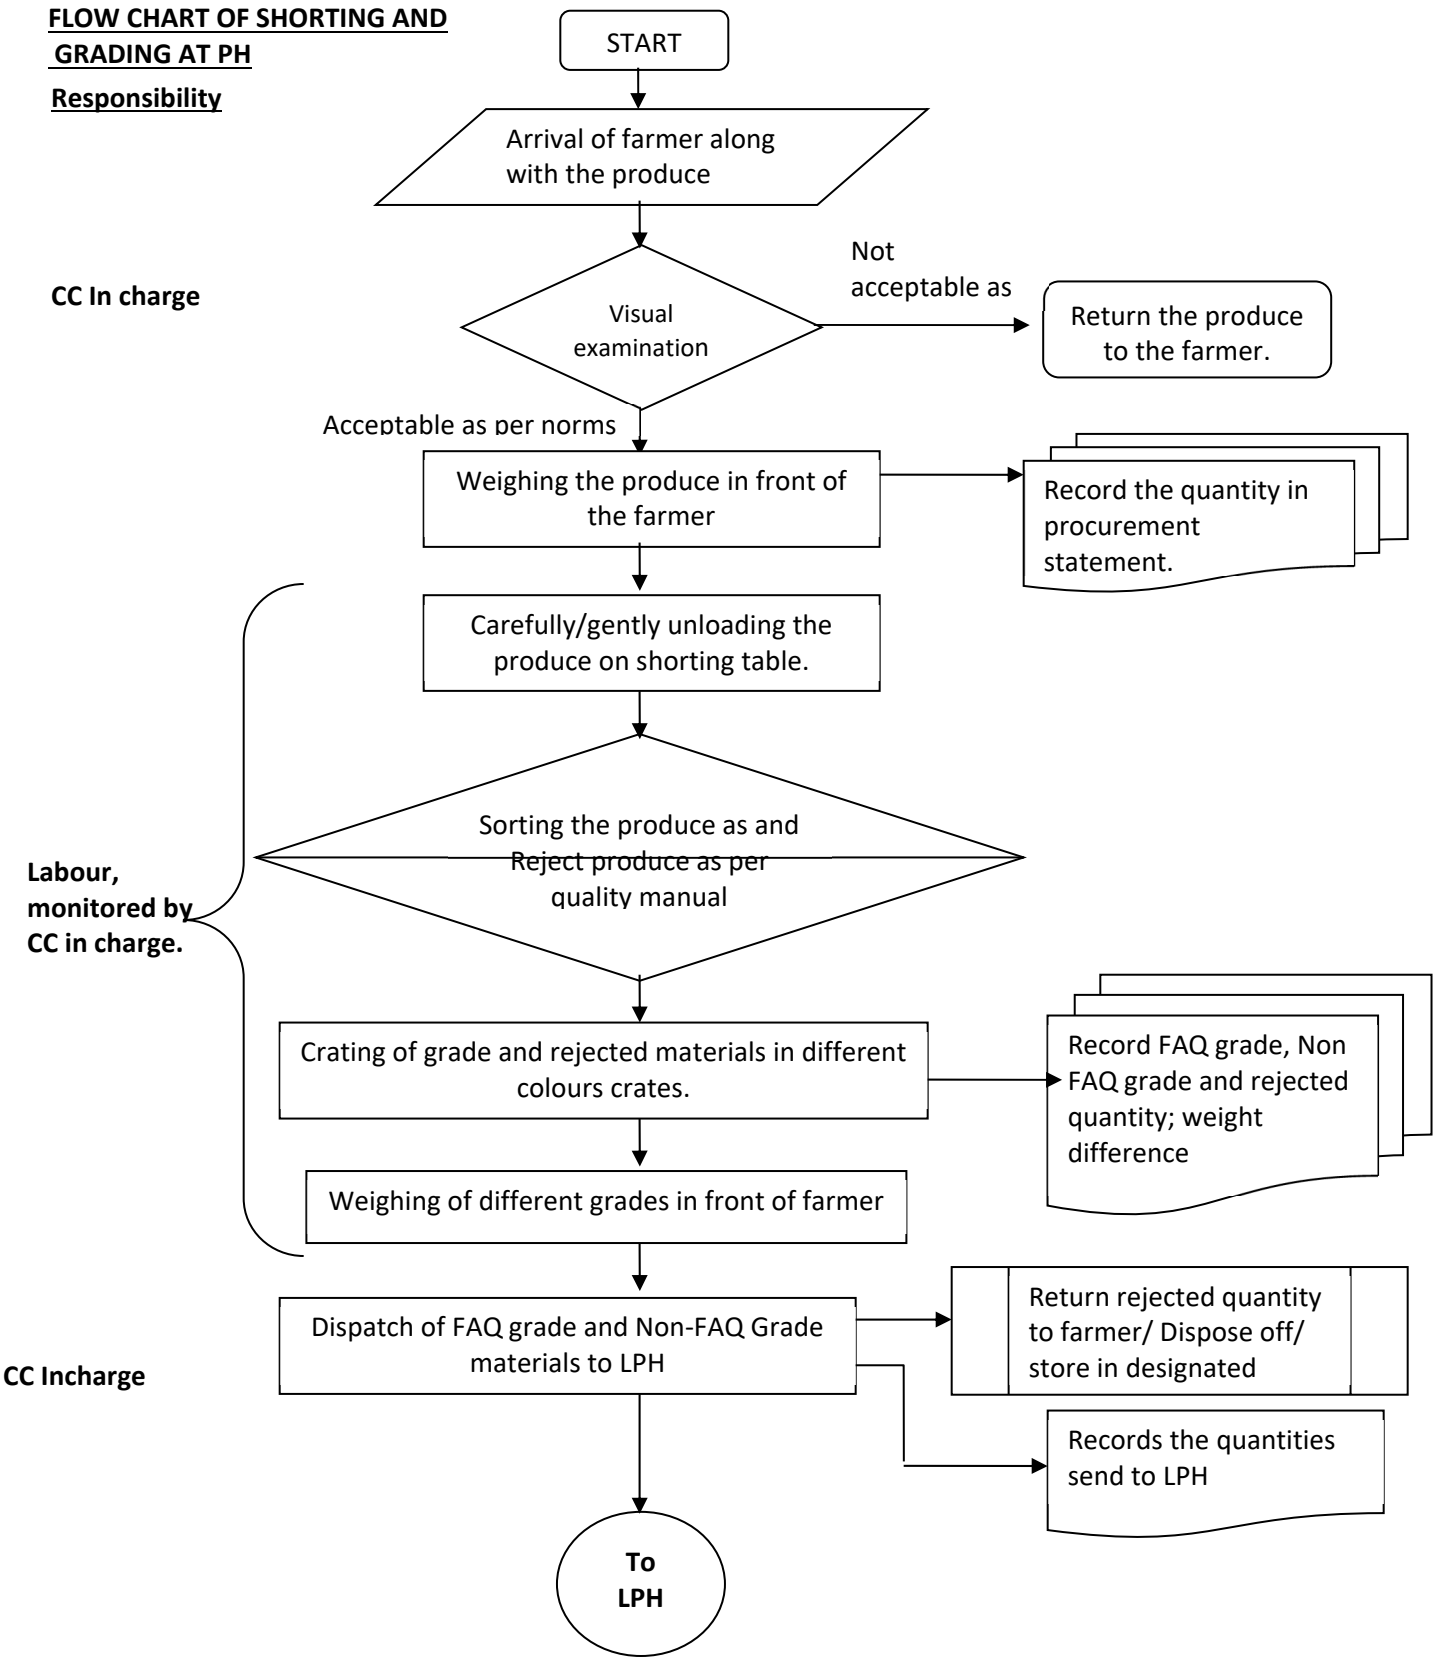 FLOW CHART OF SHORTING AND
GRADING AT PH
Responsibility
START
Arrival of farmer along
with the produce
CC In charge
Visual
examination
Not
acceptable as
Return the produce
to the farmer.
Acceptable as per norms
Weighing the produce in front of
the farmer
Record the quantity in
procurement
statement.
Carefully/gently unloading the
produce on shorting table.
Labour,
monitored by
CC in charge.
Sorting the produce as and
Reject produce as per
quality manual
Crating of grade and rejected materials in different
colours crates.
Record FAQ grade, Non
FAQ grade and rejected
quantity; weight
difference
Weighing of different grades in front of farmer
CC Incharge
Dispatch of FAQ grade and Non-FAQ Grade
materials to LPH
Return rejected quantity
to farmer/ Dispose off/
store in designated
Records the quantities
send to LPH
To
LPH